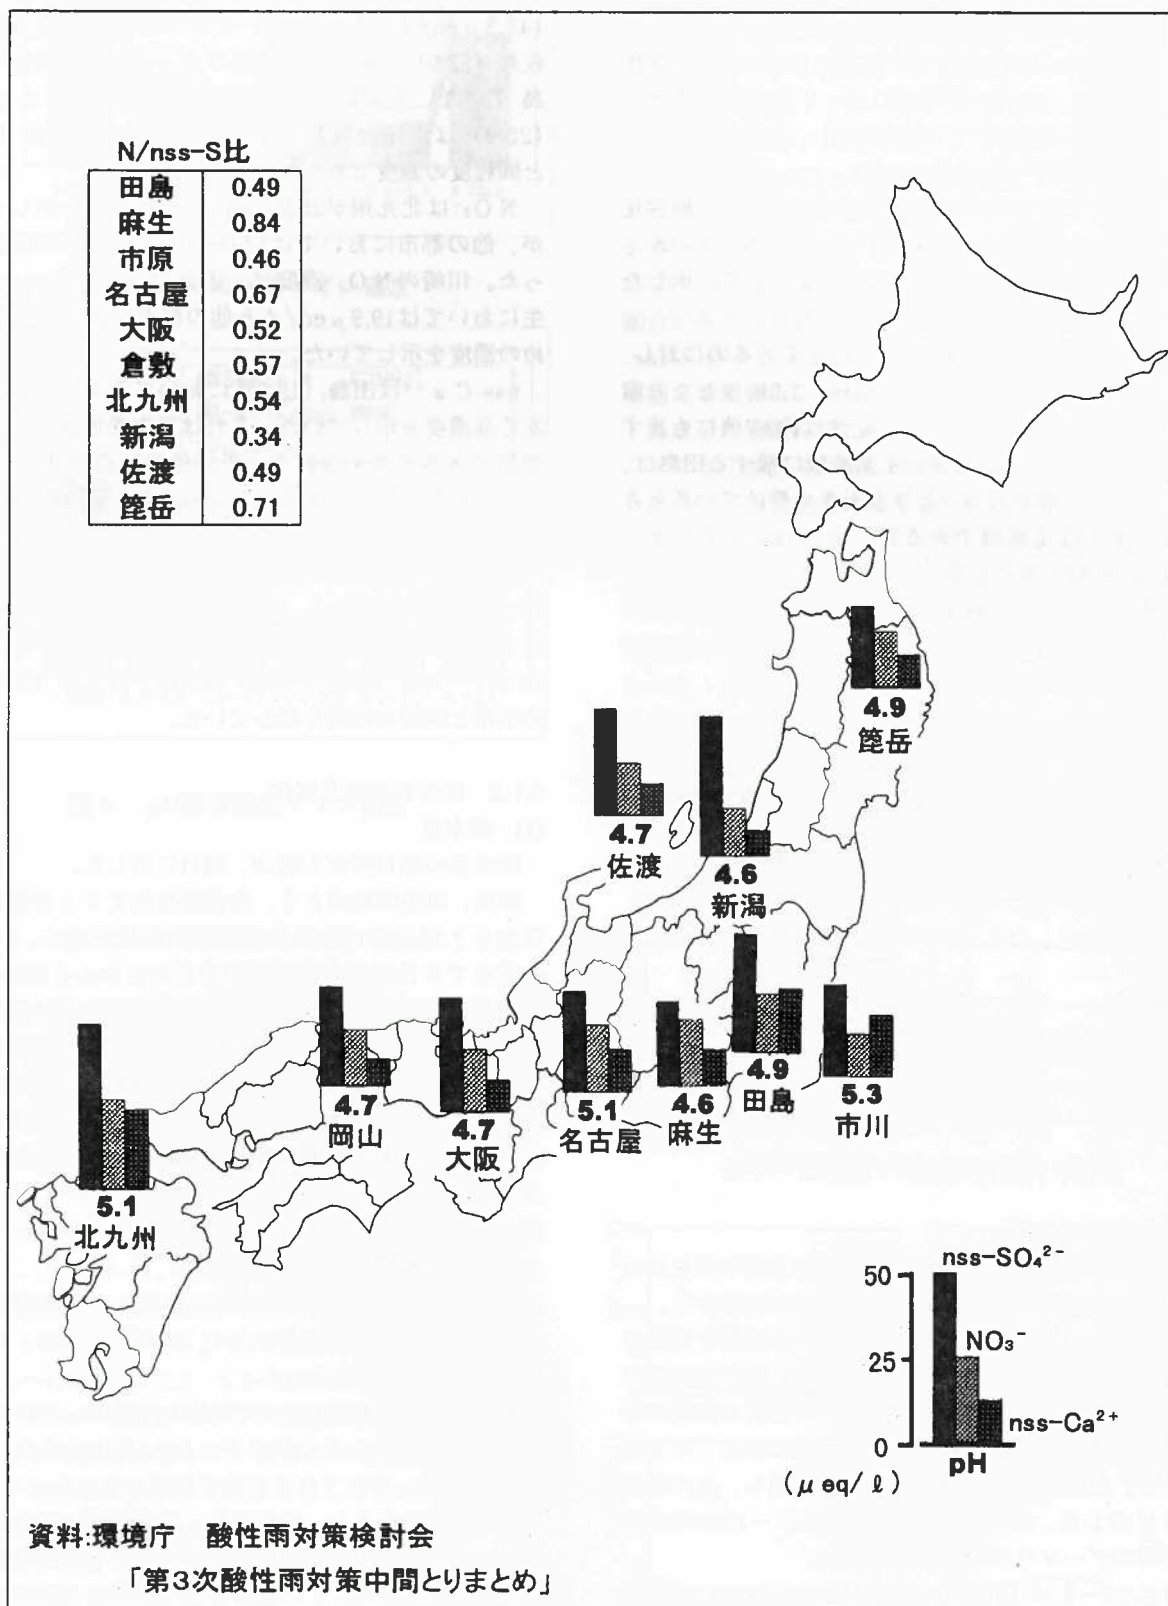 N/nss-S比
田島 0.49
麻生 0.84
市原 0.46
名古屋 0.67
大阪 0.52
倉敷 0.57
北九州 0.54
新潟 0.34
佐渡 0.49
箆岳 0.71
4.9
箆岳
4.7
佐渡
4.6
新潟
4.9
田島
5.3
市川
4.6
麻生
5.1
名古屋
4.7
大阪
4.7
岡山
5.1
北九州
nss-SO₄²⁻
50
NO₃⁻
25
nss-Ca²⁺
0
pH
(μ eq/ℓ)
資料:環境庁 酸性雨対策検討会
「第3次酸性雨対策中間とりまとめ」